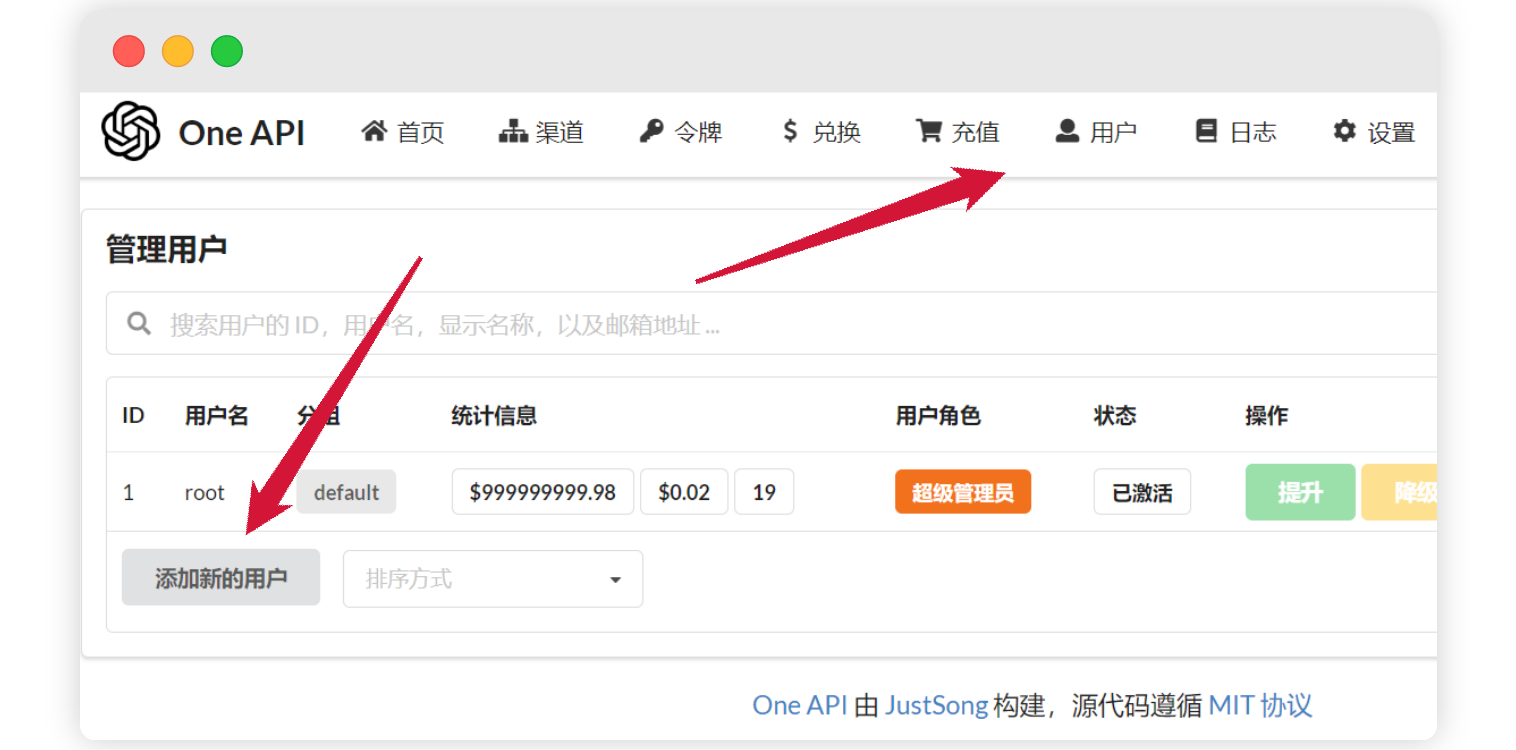 One API 首页 渠道 令牌 兑换 充值 用户 日志 设置
管理用户
搜索用户的 ID，用户名，显示名称，以及邮箱地址 ...
ID 用户名 分组 统计信息 用户角色 状态 操作
1 root default $999999999.98 $0.02 19 超级管理员 已激活 提升 降级
添加新的用户 排序方式
One API 由 JustSong 构建，源代码遵循 MIT 协议